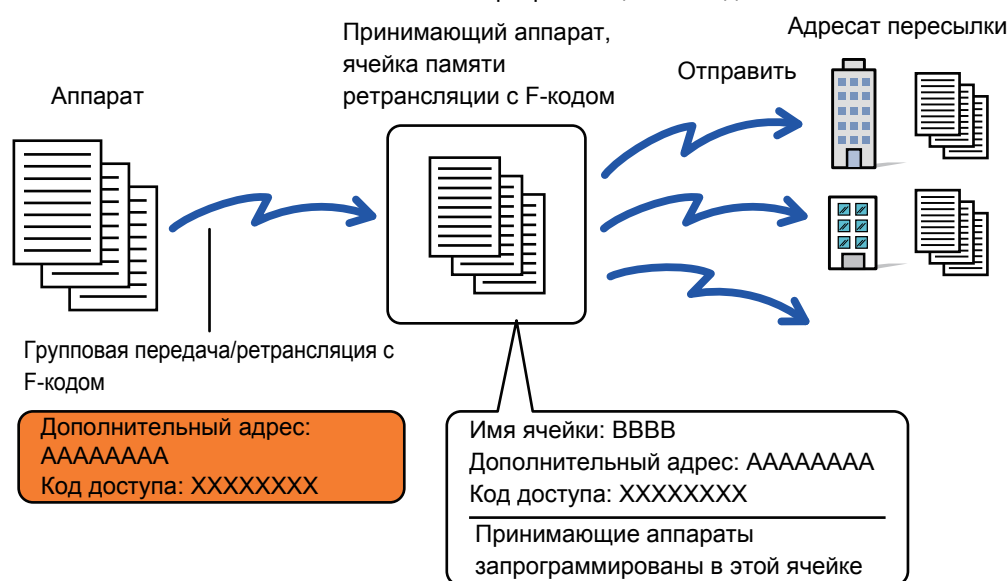 Адресат пересылки
Принимающий аппарат,
ячейка памяти
ретрансляции с F-кодом
Отправить
Аппарат
Групповая передача/ретрансляция с
F-кодом
Дополнительный адрес:
AAAAAAAA
Код доступа: XXXXXXXX
Имя ячейки: BBBB
Дополнительный адрес: AAAAAAAA
Код доступа: XXXXXXXX
Принимающие аппараты
запрограммированы в этой ячейке